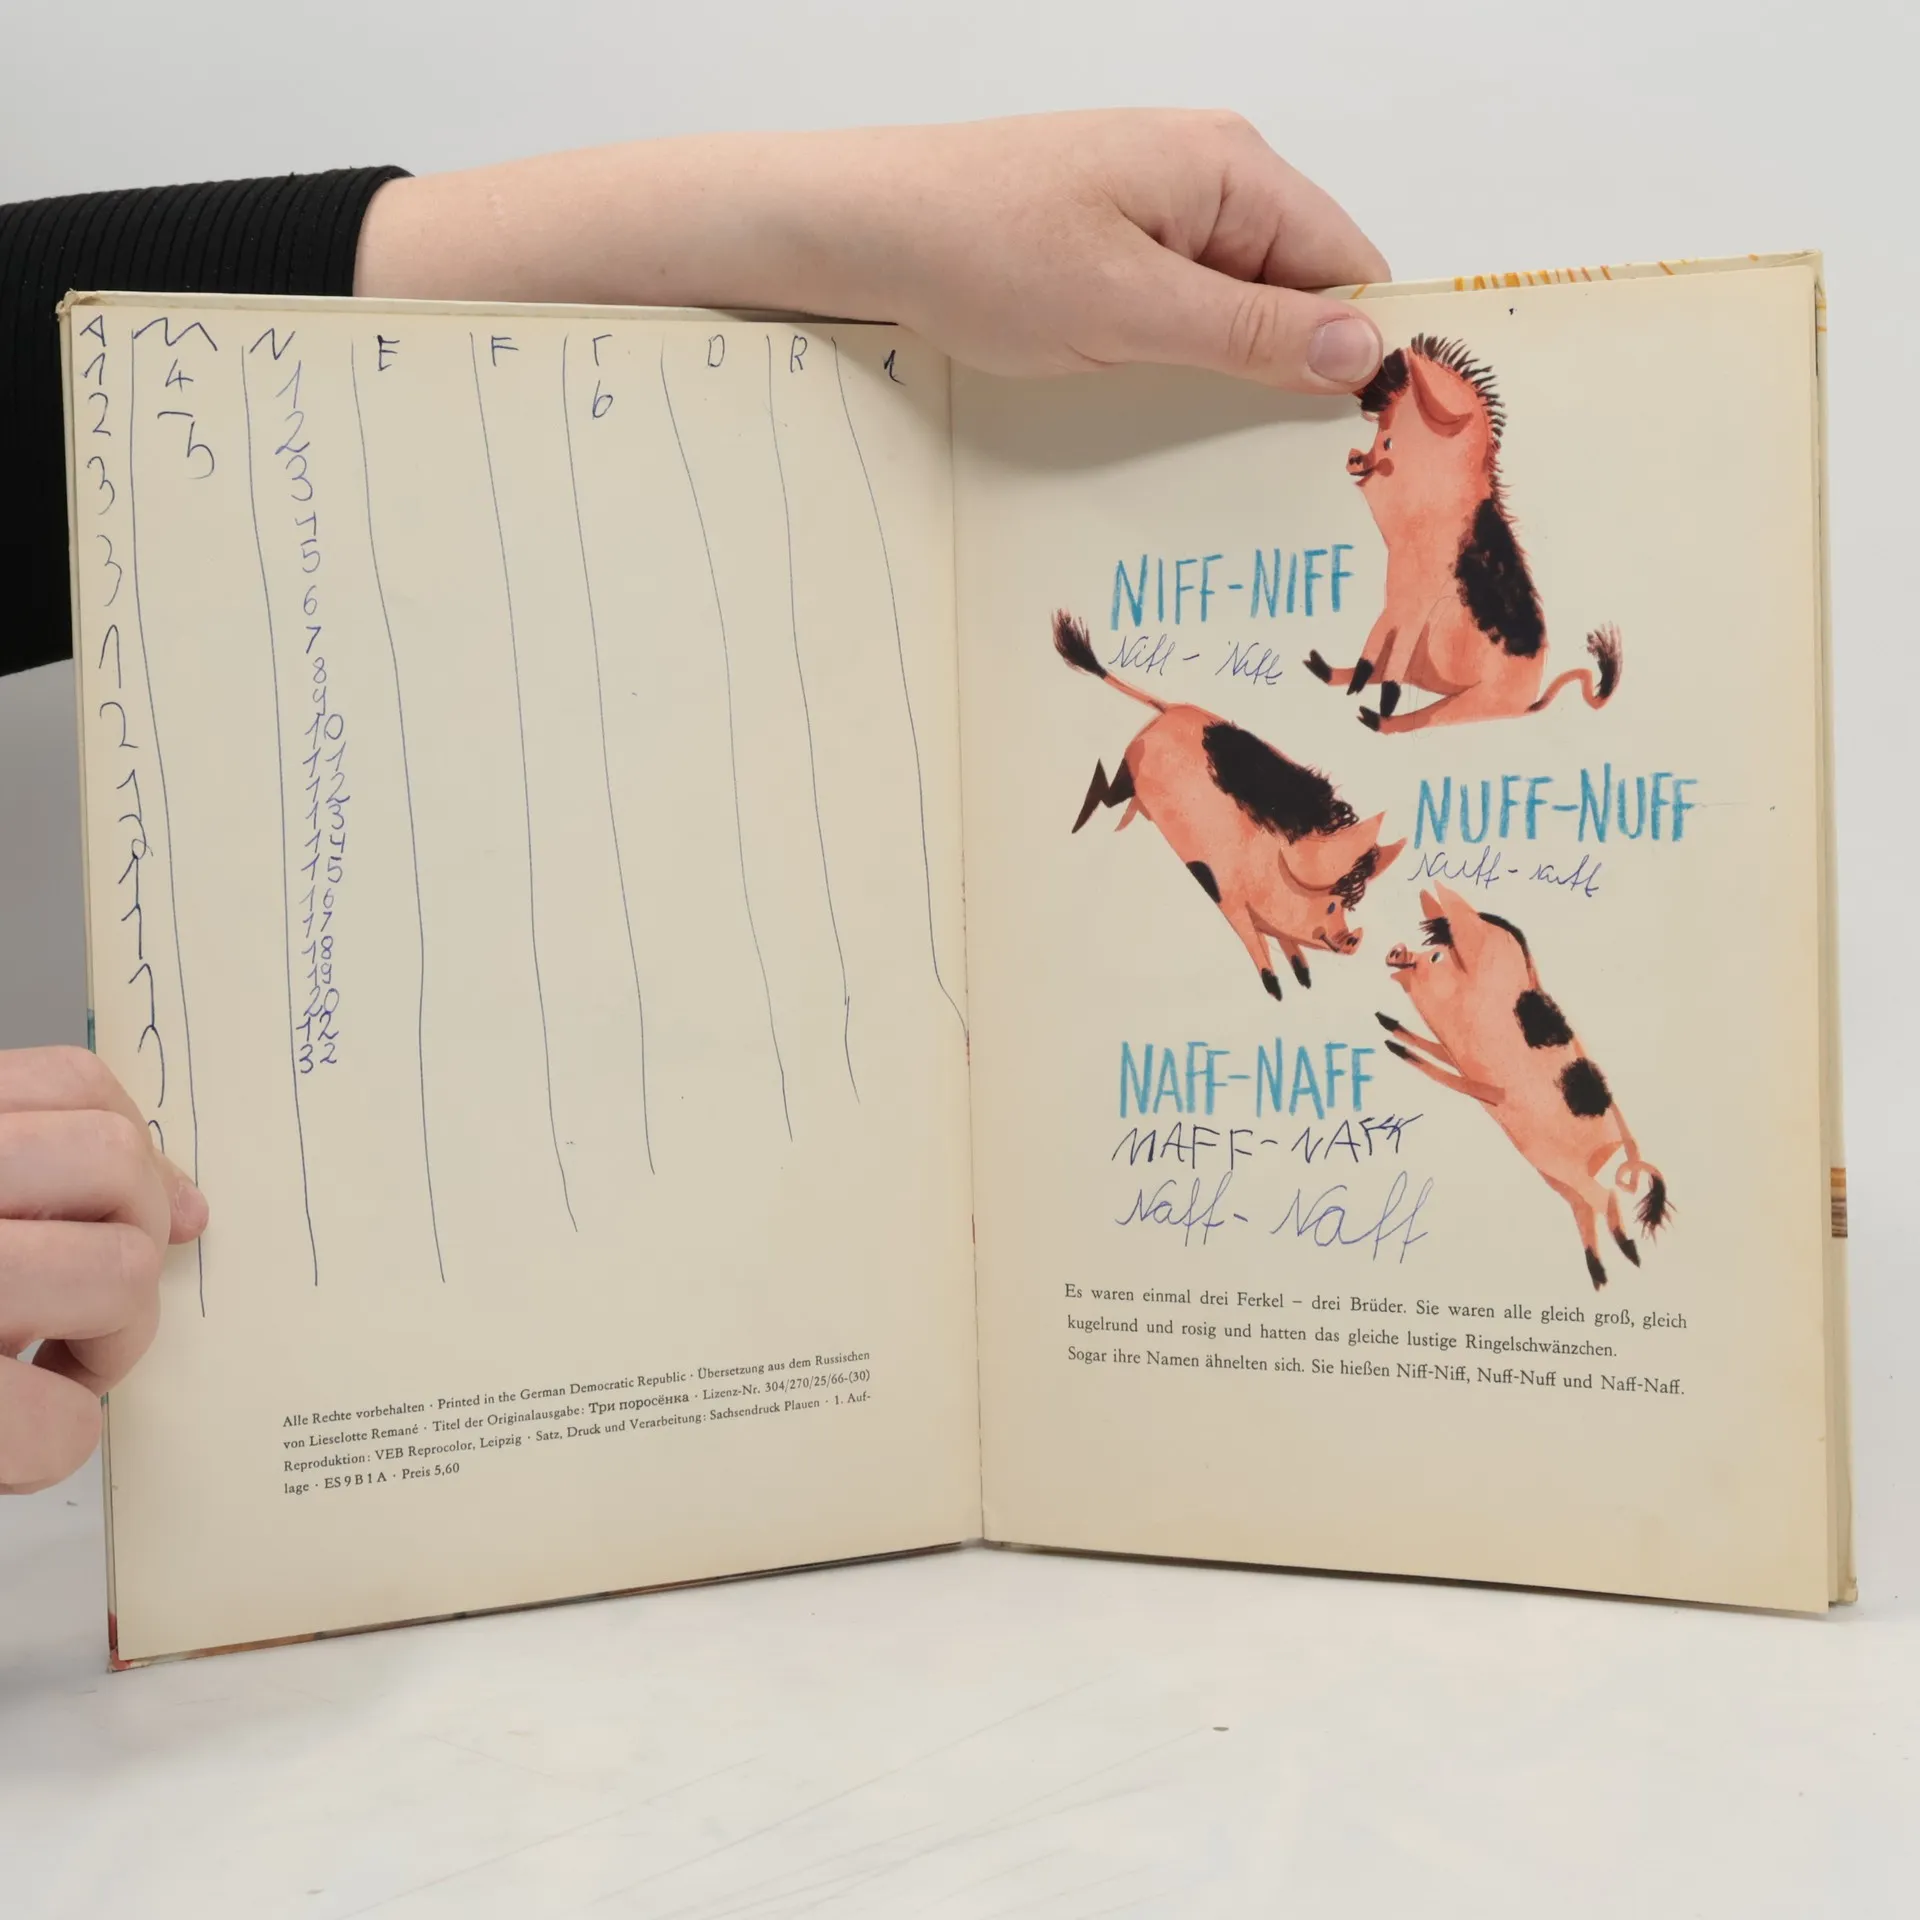 A M N E F T D R 1
1 4 1 6
2 5 2
3 3
3 4
1 5
2 6
7
8
9
10
11
12
13
14
15
16
17
18
19
20
12
32
Alle Rechte vorbehalten · Printed in the German Democratic Republic · Übersetzung aus dem Russischen
von Lieselotte Remané · Titel der Originalausgabe: Три поросёнка · Lizenz-Nr. 304/270/25/66-(30)
Reproduktion: VEB Reprocolor, Leipzig · Satz, Druck und Verarbeitung: Sachsendruck Plauen · 1. Auf-
lage · ES 9 B 1 A · Preis 5,60
NIFF-NIFF
Niff - Niff
NUFF-NUFF
Nuff - nuff
NAFF-NAFF
NAFF-NAFF
Naff - Naff
Es waren einmal drei Ferkel – drei Brüder. Sie waren alle gleich groß, gleich
kugelrund und rosig und hatten das gleiche lustige Ringelschwänzchen.
Sogar ihre Namen ähnelten sich. Sie hießen Niff-Niff, Nuff-Nuff und Naff-Naff.